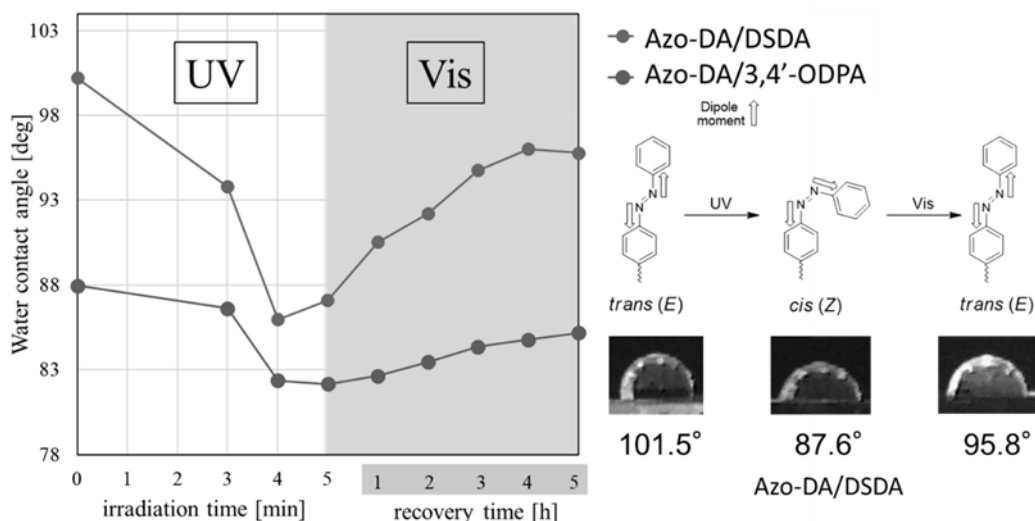 103
98
93
88
83
78
Water contact angle [deg]
UV
Vis
0 1 2 3 4 5
1 2 3 4 5
irradiation time [min]
recovery time [h]
Azo-DA/DSDA
Azo-DA/3,4’-ODPA
Dipole
moment
N
N
UV
N
N
Vis
N
N
trans (E)
cis (Z)
trans (E)
101.5°
87.6°
95.8°
Azo-DA/DSDA